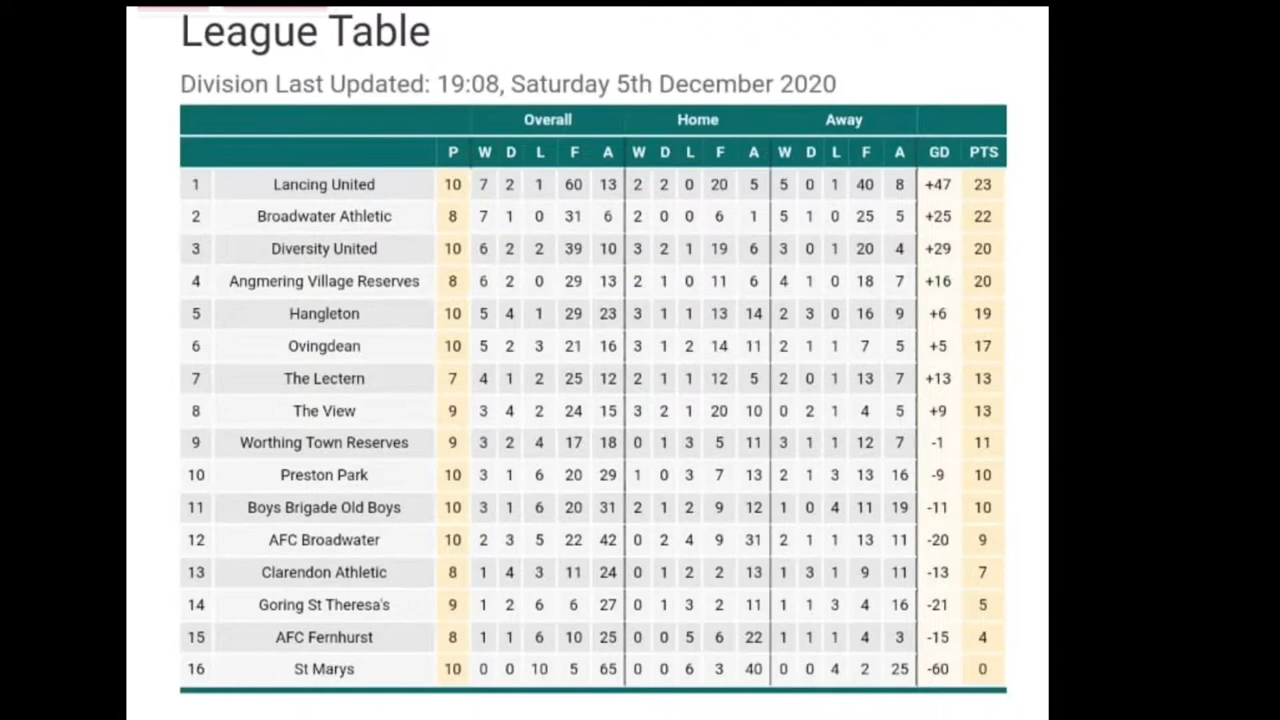 League Table
Division Last Updated: 19:08, Saturday 5th December 2020
Overall Home Away
P W D L F A W D L F A W D L F A GD PTS
1 Lancing United 10 7 2 1 60 13 2 2 0 20 5 5 0 1 40 8 +47 23
2 Broadwater Athletic 8 7 1 0 31 6 2 0 0 6 1 5 1 0 25 5 +25 22
3 Diversity United 10 6 2 2 39 10 3 2 1 19 6 3 0 1 20 4 +29 20
4 Angmering Village Reserves 8 6 2 0 29 13 2 1 0 11 6 4 1 0 18 7 +16 20
5 Hangleton 10 5 4 1 29 23 3 1 1 13 14 2 3 0 16 9 +6 19
6 Ovingdean 10 5 2 3 21 16 3 1 2 14 11 2 1 1 7 5 +5 17
7 The Lectern 7 4 1 2 25 12 2 1 1 12 5 2 0 1 13 7 +13 13
8 The View 9 3 4 2 24 15 3 2 1 20 10 0 2 1 4 5 +9 13
9 Worthing Town Reserves 9 3 2 4 17 18 0 1 3 5 11 3 1 1 12 7 -1 11
10 Preston Park 10 3 1 6 20 29 1 0 3 7 13 2 1 3 13 16 -9 10
11 Boys Brigade Old Boys 10 3 1 6 20 31 2 1 2 9 12 1 0 4 11 19 -11 10
12 AFC Broadwater 10 2 3 5 22 42 0 2 4 9 31 2 1 1 13 11 -20 9
13 Clarendon Athletic 8 1 4 3 11 24 0 1 2 2 13 1 3 1 9 11 -13 7
14 Goring St Theresa's 9 1 2 6 6 27 0 1 3 2 11 1 1 3 4 16 -21 5
15 AFC Fernhurst 8 1 1 6 10 25 0 0 5 6 22 1 1 1 4 3 -15 4
16 St Marys 10 0 0 10 5 65 0 0 6 3 40 0 0 4 2 25 -60 0